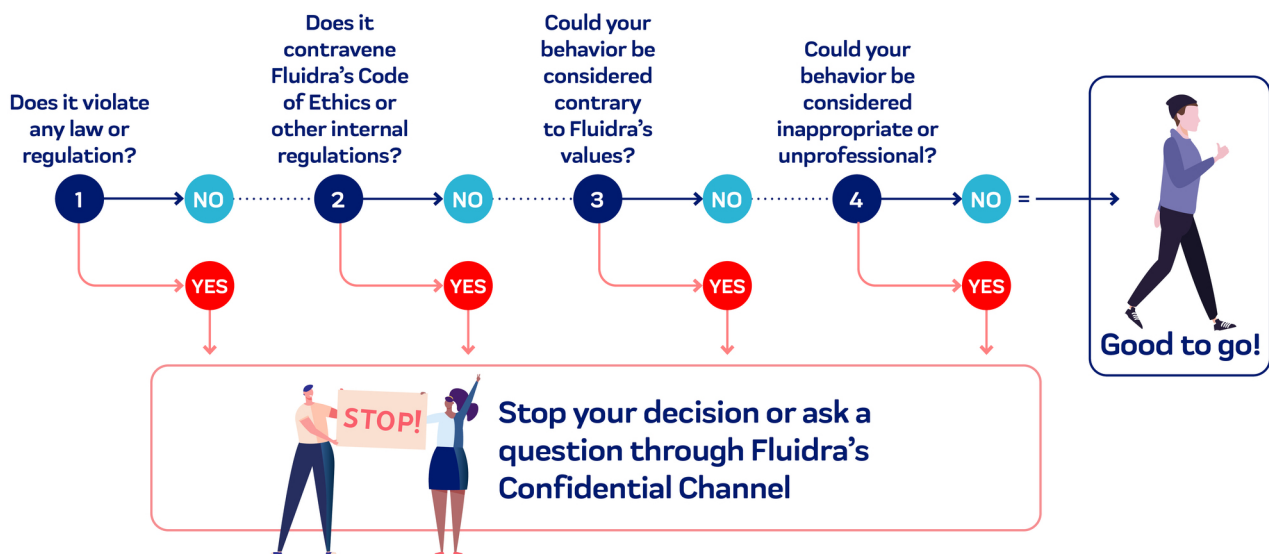 Does it violate
any law or
regulation?
1
NO
YES
Does it
contravene
Fluidra’s Code
of Ethics or
other internal
regulations?
2
NO
YES
Could your
behavior be
considered
contrary
to Fluidra’s
values?
3
NO
YES
Could your
behavior be
considered
inappropriate or
unprofessional?
4
NO
=
YES
Good to go!
STOP!
Stop your decision or ask a
question through Fluidra’s
Confidential Channel